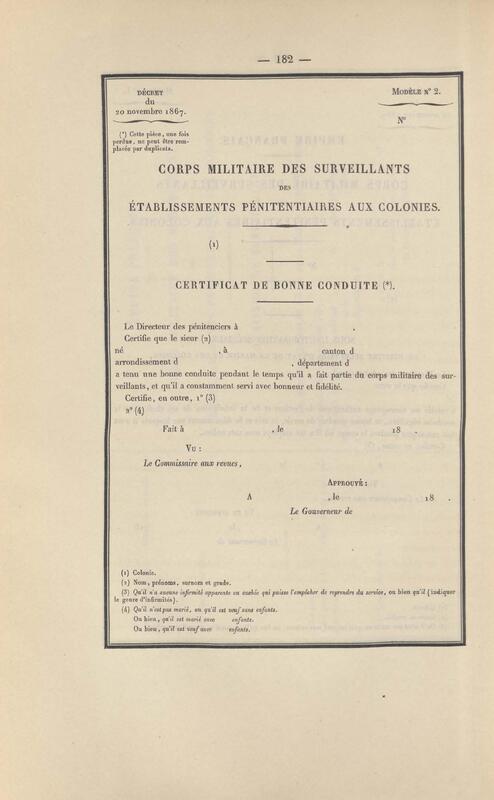 — 182 —
DÉCRET
du
20 novembre 1867.
MODÈLE N° 2.
N°
(*) Cette pièce, une fois
perdue, ne peut être rem-
placée par duplicata.
CORPS MILITAIRE DES SURVEILLANTS
DES
ÉTABLISSEMENTS PÉNITENTIAIRES AUX COLONIES.
(1)
CERTIFICAT DE BONNE CONDUITE (*).
Le Directeur des pénitenciers à .
Certifie que le sieur (2)
né , à canton d
arrondissement d , département d
a tenu une bonne conduite pendant le temps qu'il a fait partie du corps militaire des sur-
veillants, et qu'il a constamment servi avec honneur et fidélité.
Certifie, en outre, 1° (3)
2° (4)
Fait à , le 18 .
Vu :
Le Commissaire aux revues,
APPROUVÉ :
A , le 18 .
Le Gouverneur de
(1) Colonie.
(2) Nom, prénoms, surnom et grade.
(3) Qu'il n'a aucune infirmité apparente ou cachée qui puisse l'empêcher de reprendre du service, ou bien qu'il (indiquer
le genre d'infirmités).
(4) Qu'il n'est pas marié, ou qu'il est veuf sans enfants.
Ou bien, qu'il est marié avec enfants.
Ou bien, qu'il est veuf avec enfants.